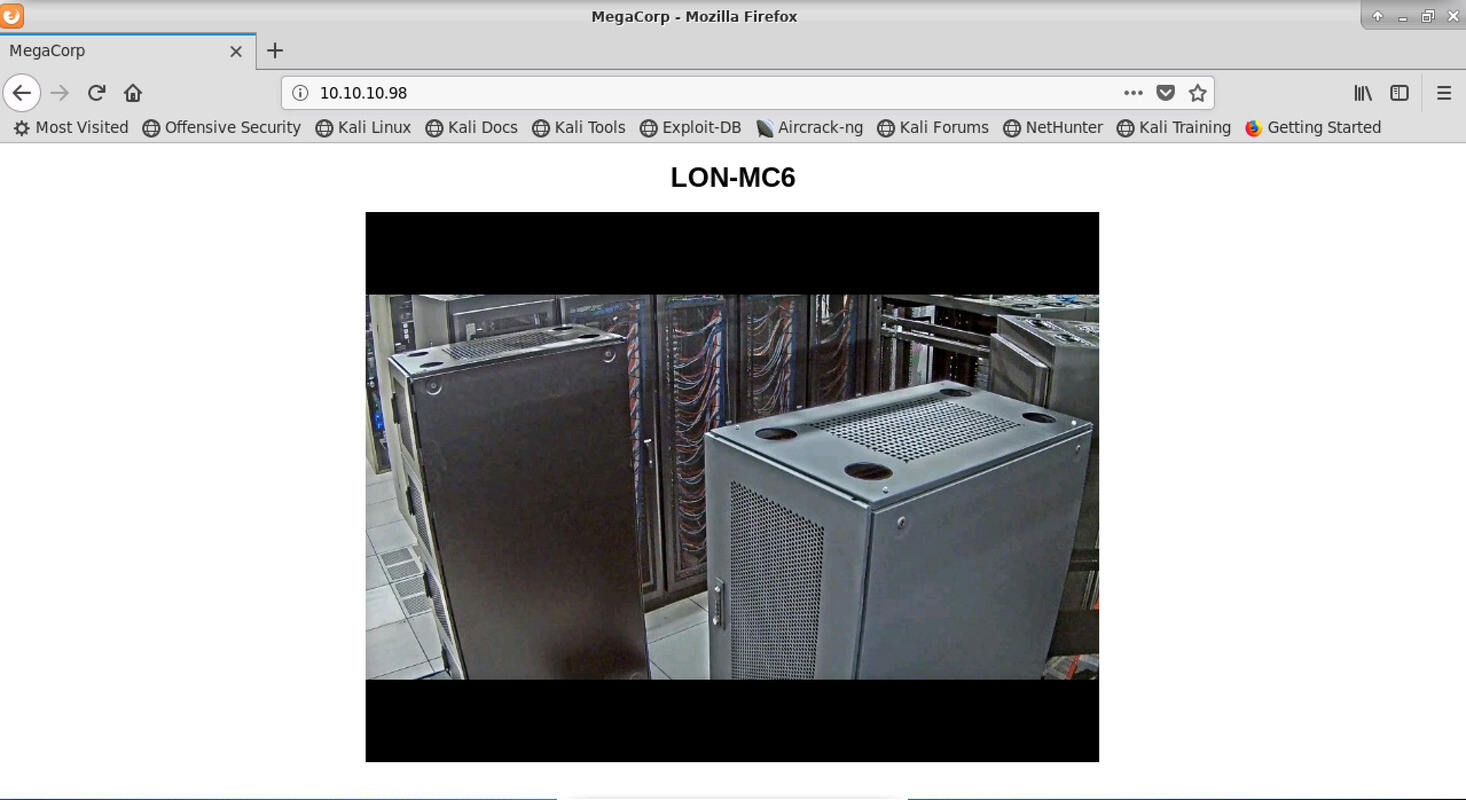 MegaCorp - Mozilla Firefox
MegaCorp
10.10.10.98
Most Visited Offensive Security Kali Linux Kali Docs Kali Tools Exploit-DB Aircrack-ng Kali Forums NetHunter Kali Training Getting Started
LON-MC6